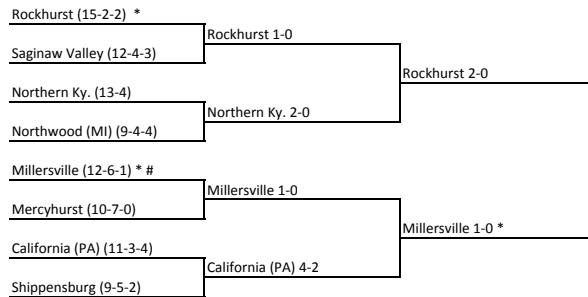 Rockhurst (15-2-2) *
Rockhurst 1-0
Saginaw Valley (12-4-3)
Rockhurst 2-0
Northern Ky. (13-4)
Northern Ky. 2-0
Northwood (MI) (9-4-4)
Millersville (12-6-1) * #
Millersville 1-0
Mercyhurst (10-7-0)
Millersville 1-0 *
California (PA) (11-3-4)
California (PA) 4-2
Shippensburg (9-5-2)